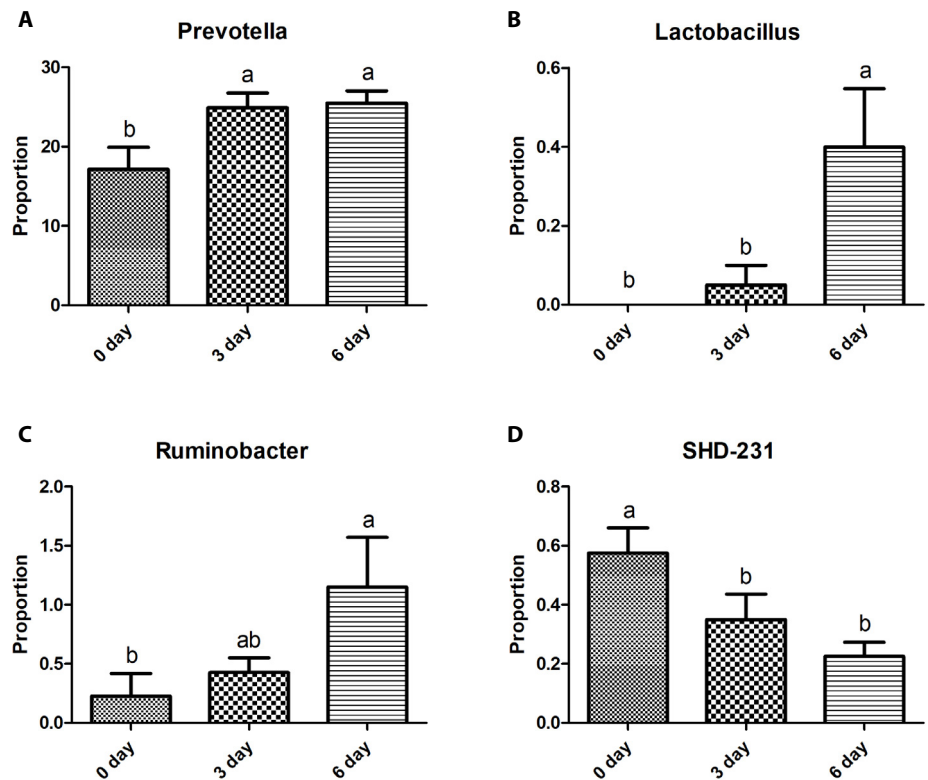 A
Prevotella
Proportion
30
20
10
0
b
a
a
0 day
3 day
6 day
B
Lactobacillus
Proportion
0.6
0.4
0.2
0.0
b
b
a
0 day
3 day
6 day
C
Ruminobacter
Proportion
2.0
1.5
1.0
0.5
0.0
b
ab
a
0 day
3 day
6 day
D
SHD-231
Proportion
0.8
0.6
0.4
0.2
0.0
a
b
b
0 day
3 day
6 day